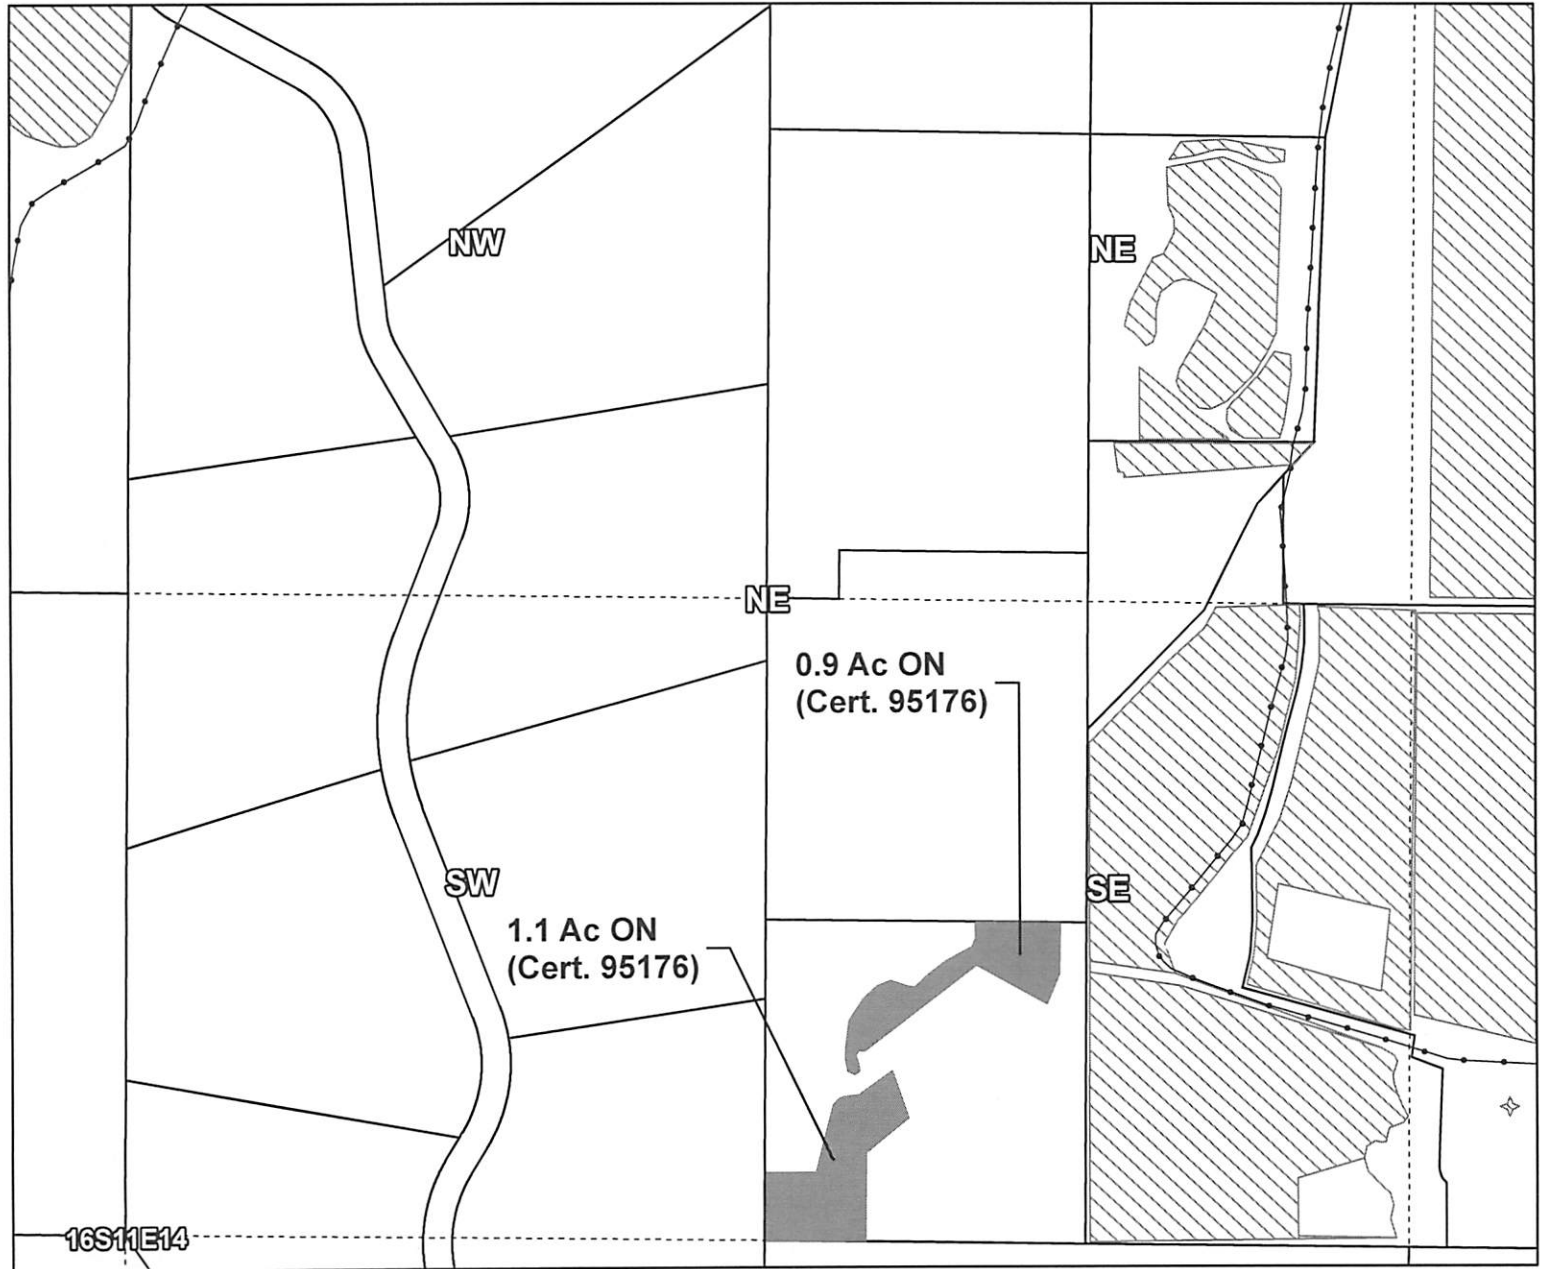 NW
NE
NE
0.9 Ac ON
(Cert. 95176)
SW
SE
1.1 Ac ON
(Cert. 95176)
16S11E14